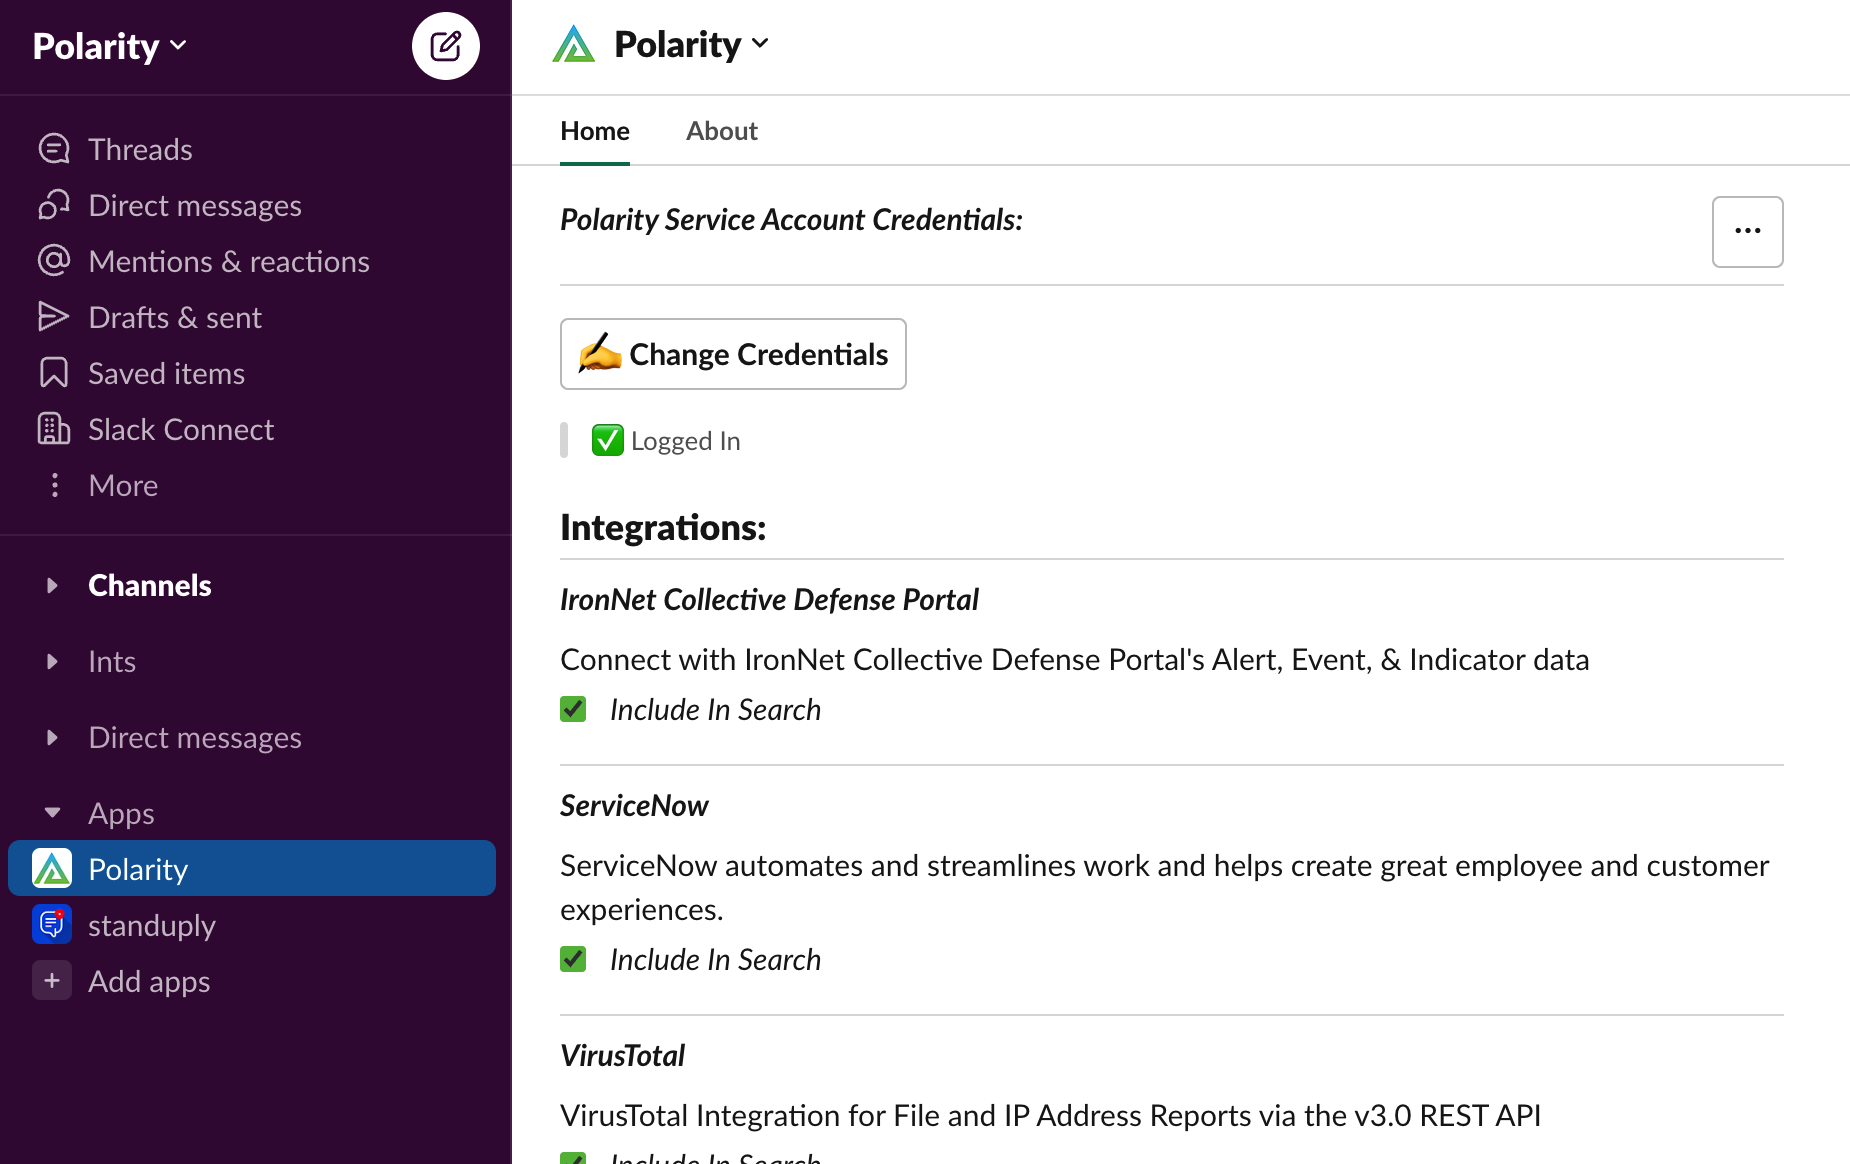 Polarity
Threads
Direct messages
Mentions & reactions
Drafts & sent
Saved items
Slack Connect
More
Channels
Ints
Direct messages
Apps
Polarity
standuply
Add apps
Polarity
Home
About
Polarity Service Account Credentials:
Change Credentials
Logged In
Integrations:
IronNet Collective Defense Portal
Connect with IronNet Collective Defense Portal's Alert, Event, & Indicator data
Include In Search
ServiceNow
ServiceNow automates and streamlines work and helps create great employee and customer
experiences.
Include In Search
VirusTotal
VirusTotal Integration for File and IP Address Reports via the v3.0 REST API
Include In Search